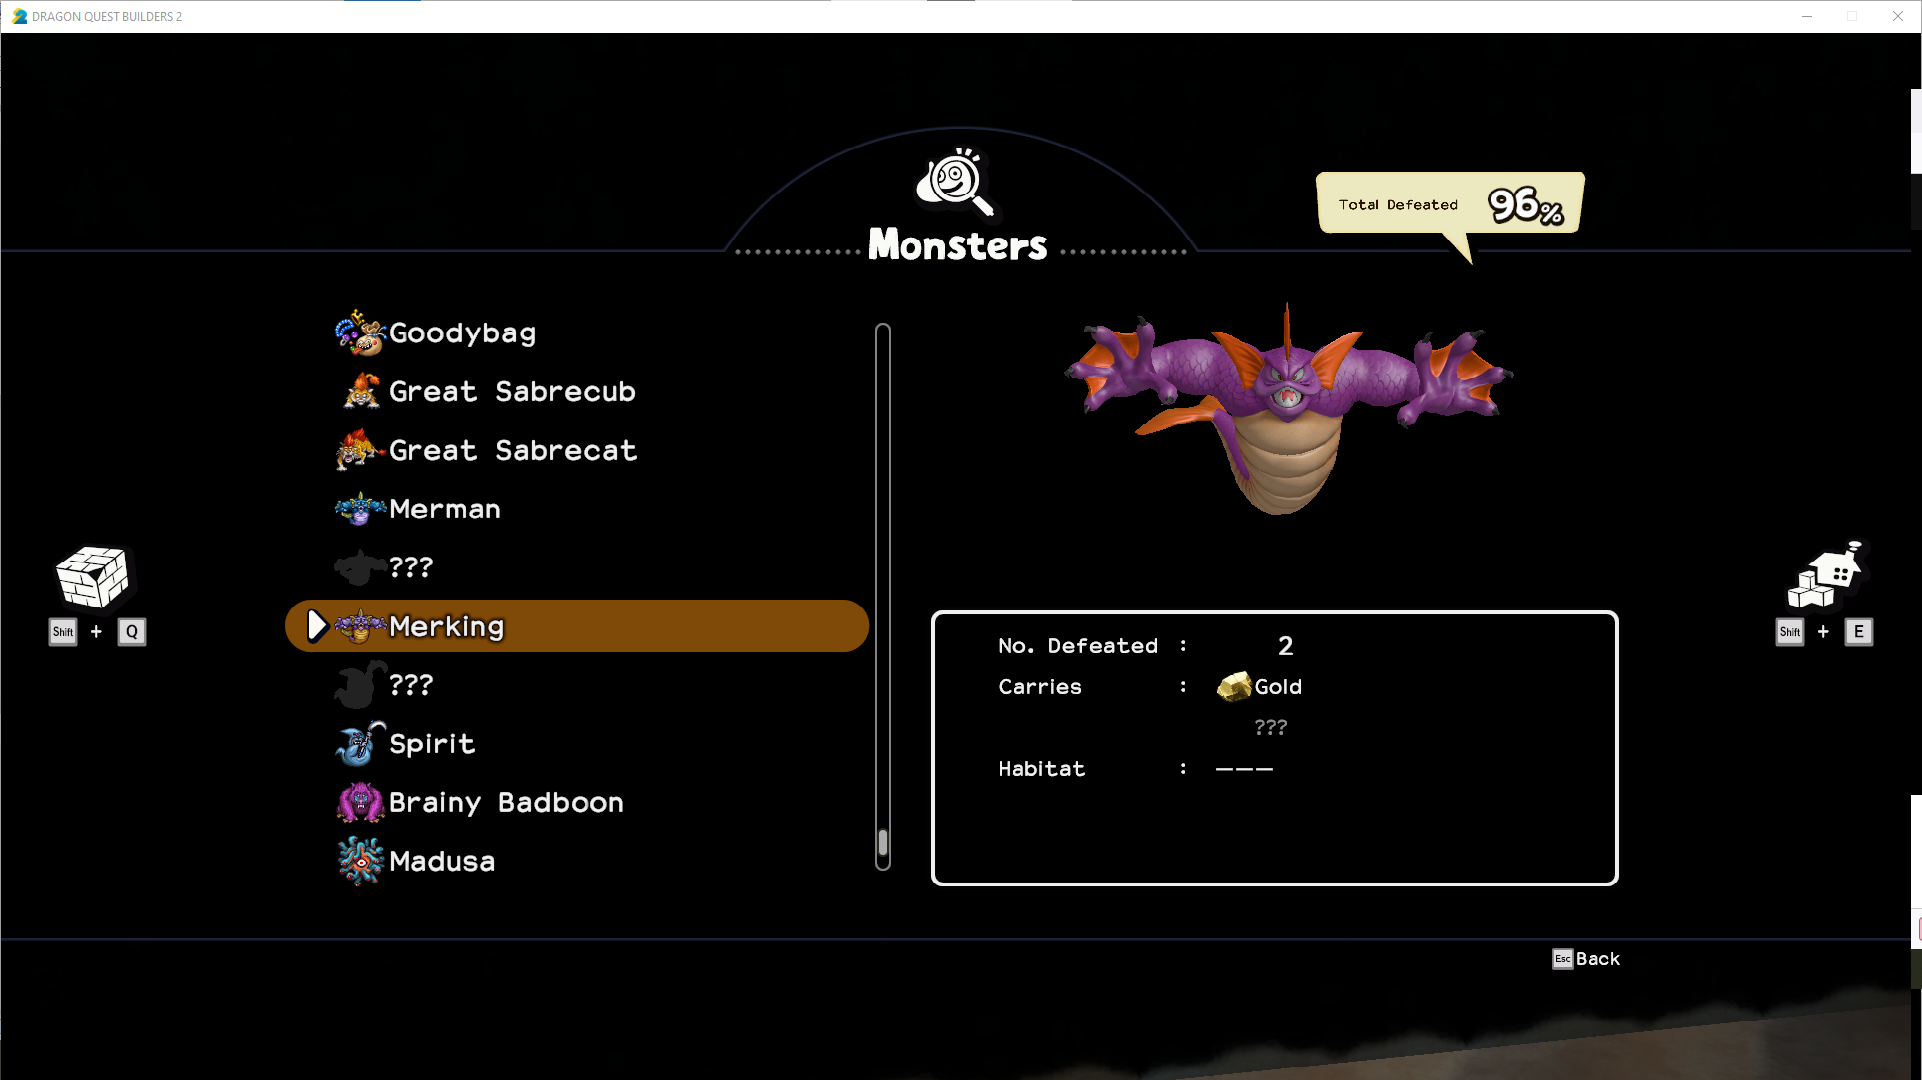 DRAGON QUEST BUILDERS 2
Total Defeated 96%
Monsters
Goodybag
Great Sabrecub
Great Sabrecat
Merman
???
Merking
???
Spirit
Brainy Badboon
Madusa
Shift + Q
Shift + E
No. Defeated : 2
Carries : Gold
???
Habitat : ———
Esc Back